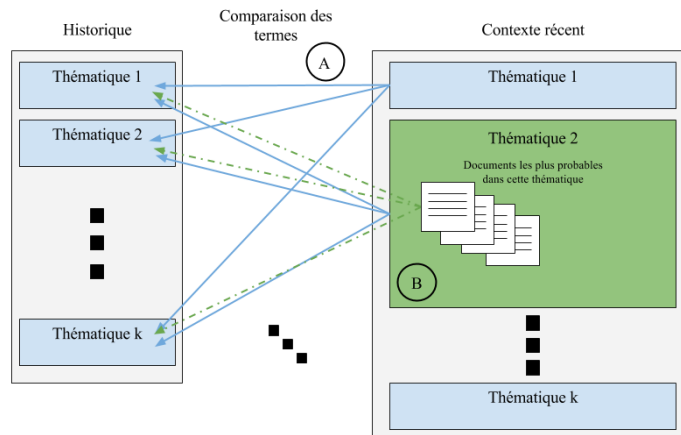 Historique
Comparaison des
termes
Contexte récent
A
Thématique 1
Thématique 2
Thématique k
Thématique 1
Thématique 2
Documents les plus probables
dans cette thématique
B
Thématique k